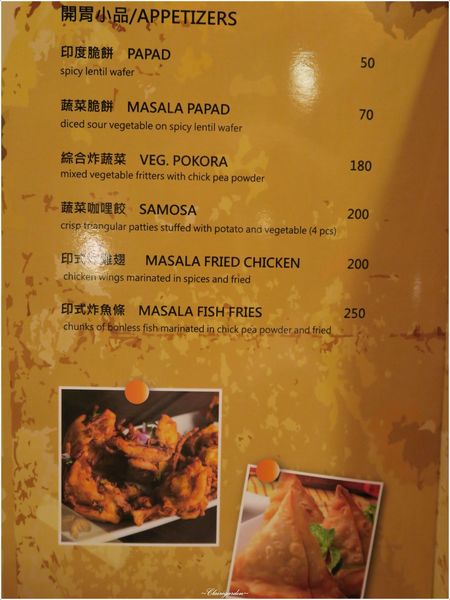 開胃小品/APPETIZERS
印度脆餅 PAPAD 50
spicy lentil wafer
蔬菜脆餅 MASALA PAPAD 70
diced sour vegetable on spicy lentil wafer
綜合炸蔬菜 VEG. POKORA 180
mixed vegetable fritters with chick pea powder
蔬菜咖哩餃 SAMOSA 200
crisp triangular patties stuffed with potato and vegetable (4 pcs)
印式炸雞翅 MASALA FRIED CHICKEN 200
chicken wings marinated in spices and fried
印式炸魚條 MASALA FISH FRIES 250
chunks of bonless fish marinated in chick pea powder and fried